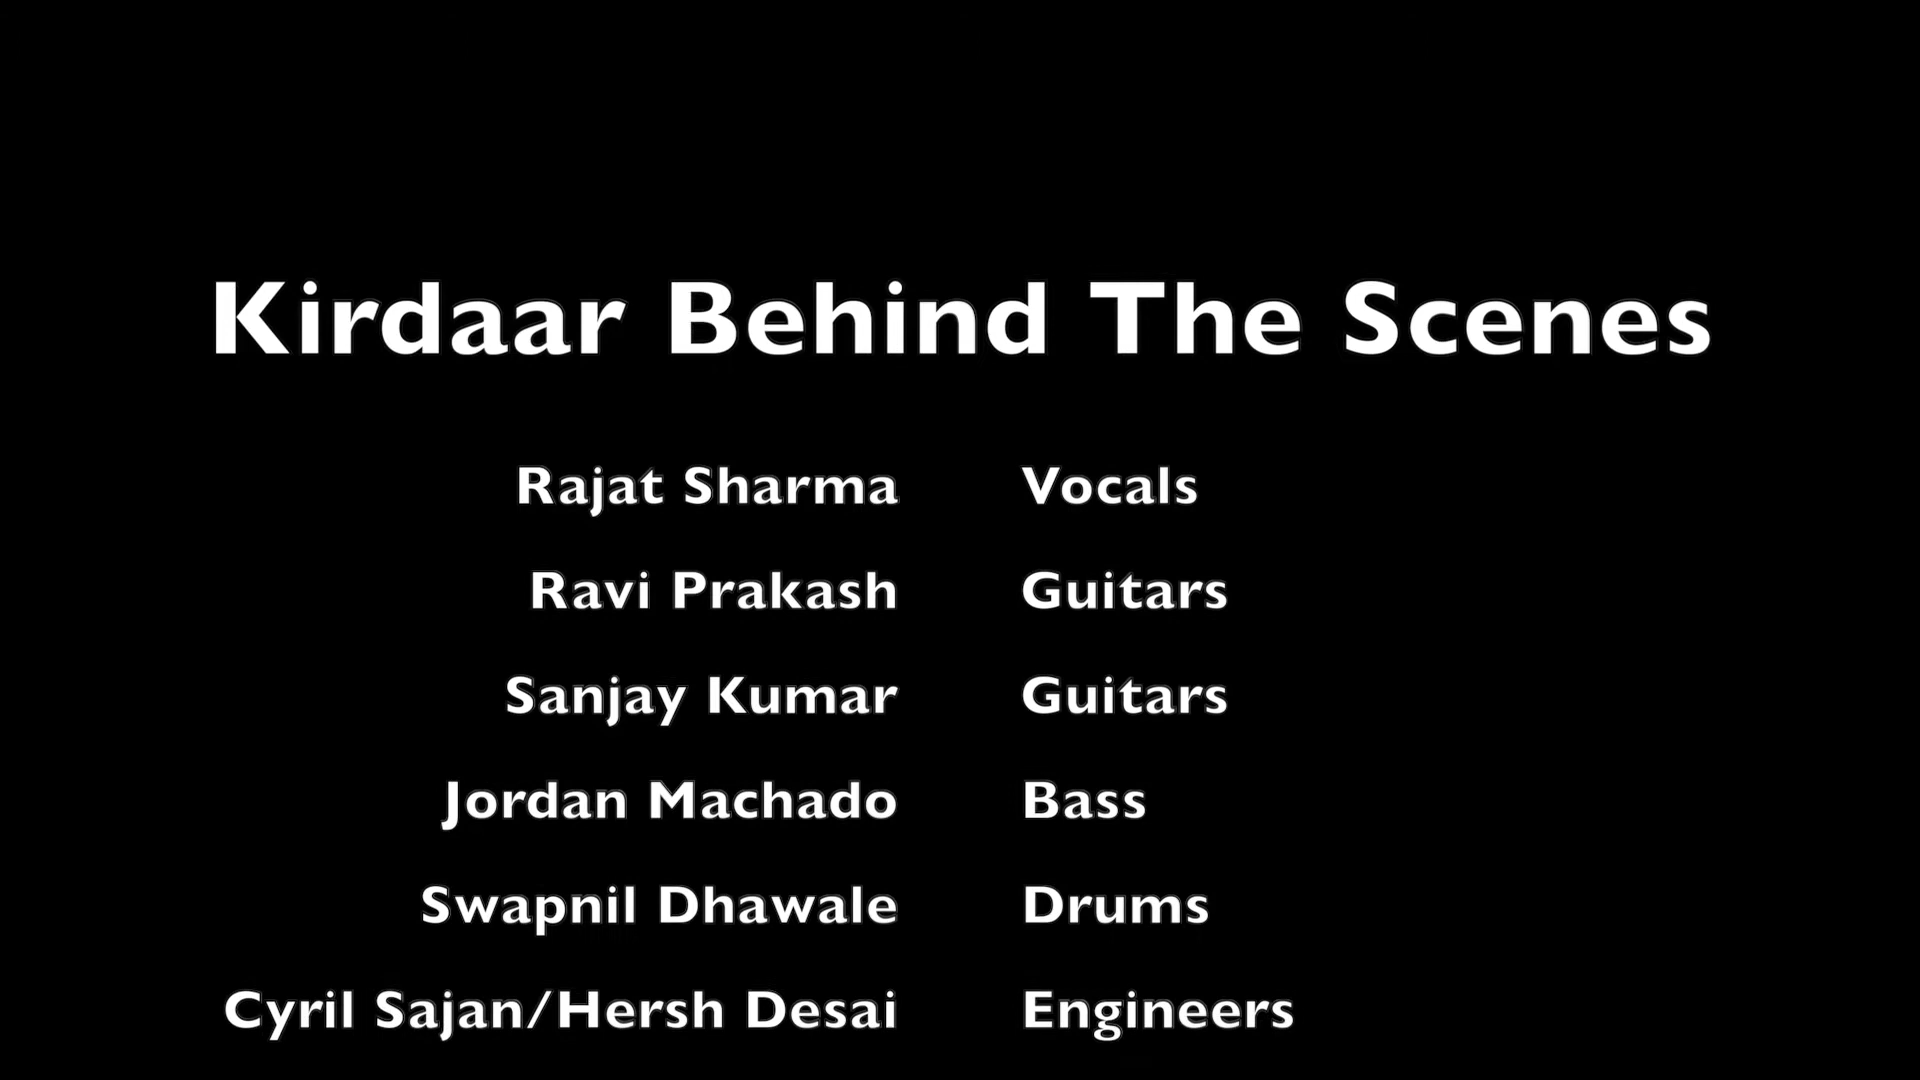 Kirdaar Behind The Scenes
Rajat Sharma Vocals
Ravi Prakash Guitars
Sanjay Kumar Guitars
Jordan Machado Bass
Swapnil Dhawale Drums
Cyril Sajan/Hersh Desai Engineers